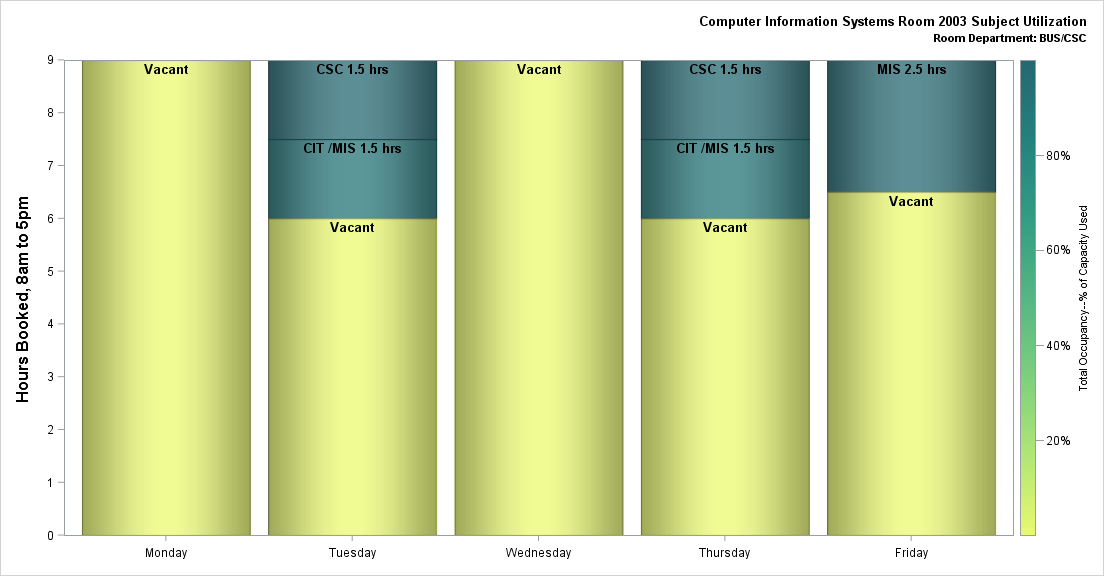 Computer Information Systems Room 2003 Subject Utilization
Room Department: BUS/CSC
Hours Booked, 8am to 5pm
9
8
7
6
5
4
3
2
1
0
Vacant
CSC 1.5 hrs
CIT /MIS 1.5 hrs
Vacant
Vacant
CSC 1.5 hrs
CIT /MIS 1.5 hrs
Vacant
MIS 2.5 hrs
Vacant
Monday
Tuesday
Wednesday
Thursday
Friday
80%
60%
40%
20%
Total Occupancy--% of Capacity Used